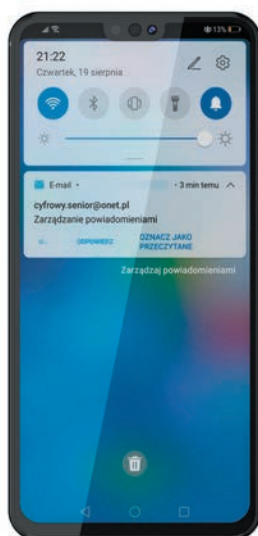 13%
21:22
Czwartek, 19 sierpnia
E-mail •
• 3 min temu
cyfrowy.senior@onet.pl
Zarządzanie powiadomieniami
ODPOWIEDZ
OZNACZ JAKO
PRZECZYTANE
Zarządzaj powiadomieniami